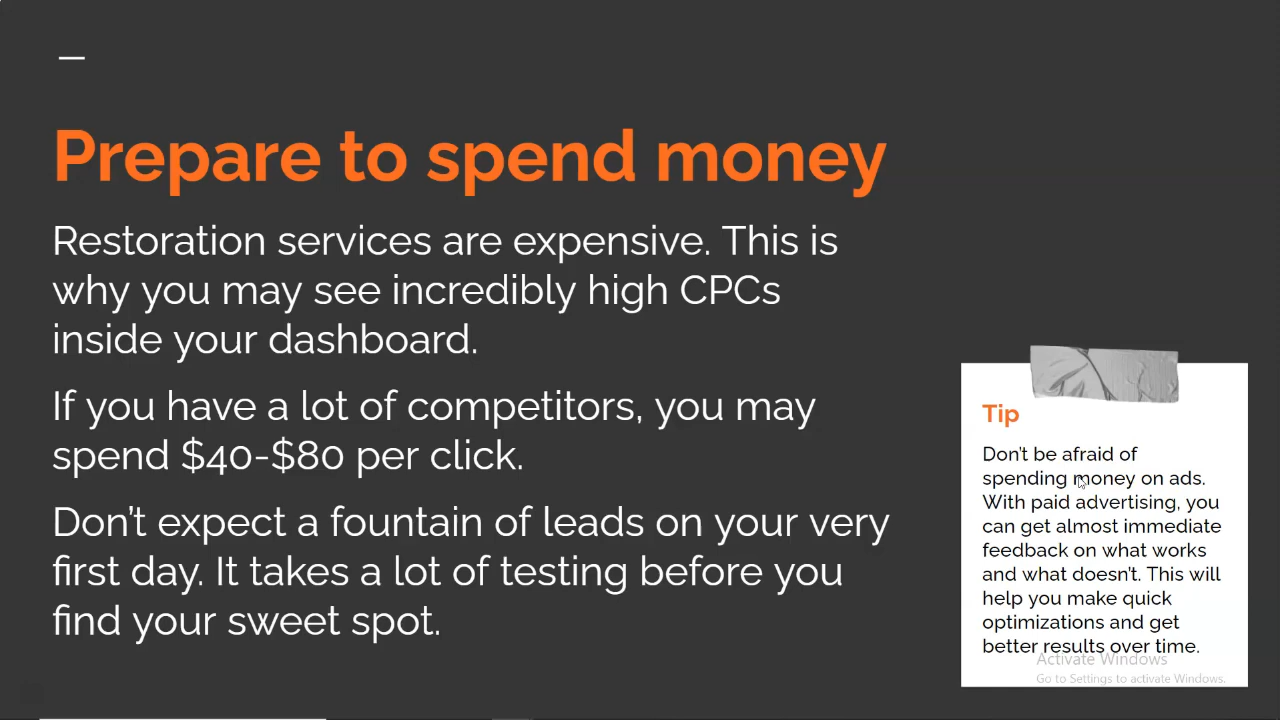 Prepare to spend money
Restoration services are expensive. This is
why you may see incredibly high CPCs
inside your dashboard.
If you have a lot of competitors, you may
spend $40-$80 per click.
Don't expect a fountain of leads on your very
first day. It takes a lot of testing before you
find your sweet spot.
Tip
Don't be afraid of
spending money on ads.
With paid advertising, you
can get almost immediate
feedback on what works
and what doesn't. This will
help you make quick
optimizations and get
better results over time.
Activate Windows
Go to Settings to activate Windows.